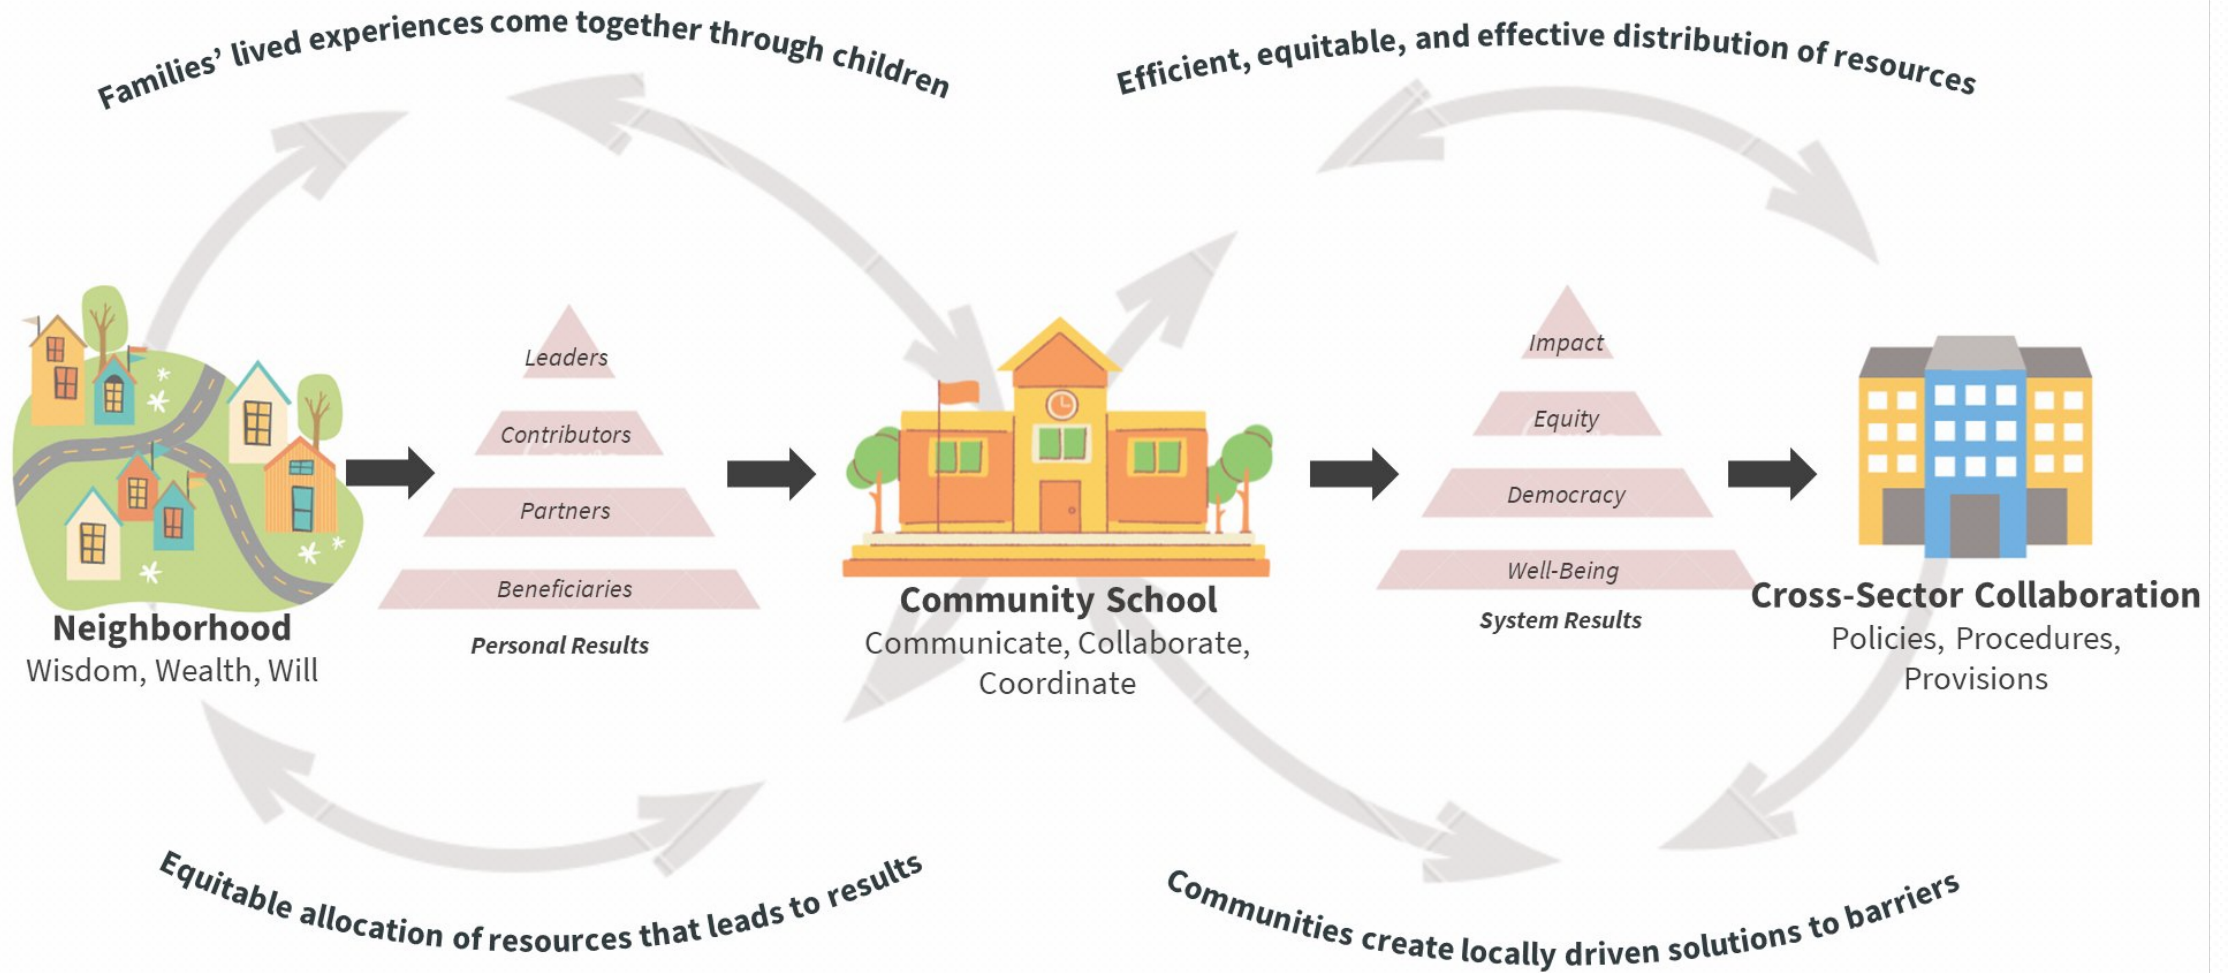 Families’ lived experiences come together through children
Efficient, equitable, and effective distribution of resources
Leaders
Contributors
Partners
Beneficiaries
Personal Results
Impact
Equity
Democracy
Well-Being
System Results
Neighborhood
Wisdom, Wealth, Will
Community School
Communicate, Collaborate,
Coordinate
Cross-Sector Collaboration
Policies, Procedures,
Provisions
Equitable allocation of resources that leads to results
Communities create locally driven solutions to barriers